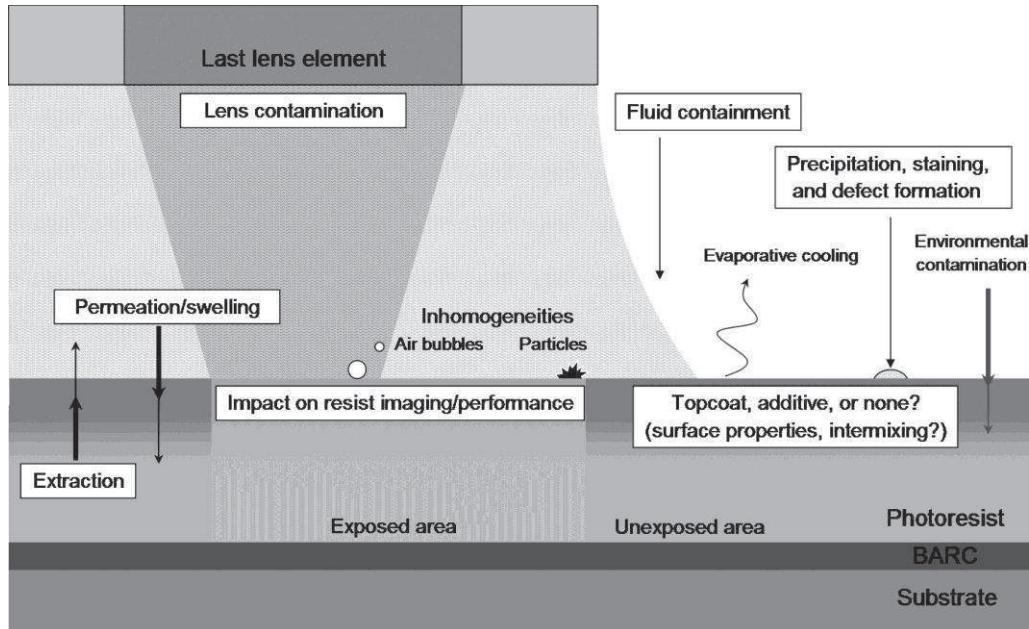 Last lens element
Lens contamination
Fluid containment
Precipitation, staining,
and defect formation
Environmental
contamination
Evaporative cooling
Permeation/swelling
Inhomogeneities
Air bubbles
Particles
Impact on resist imaging/performance
Topcoat, additive, or none?
(surface properties, intermixing?)
Extraction
Exposed area
Unexposed area
Photoresist
BARC
Substrate